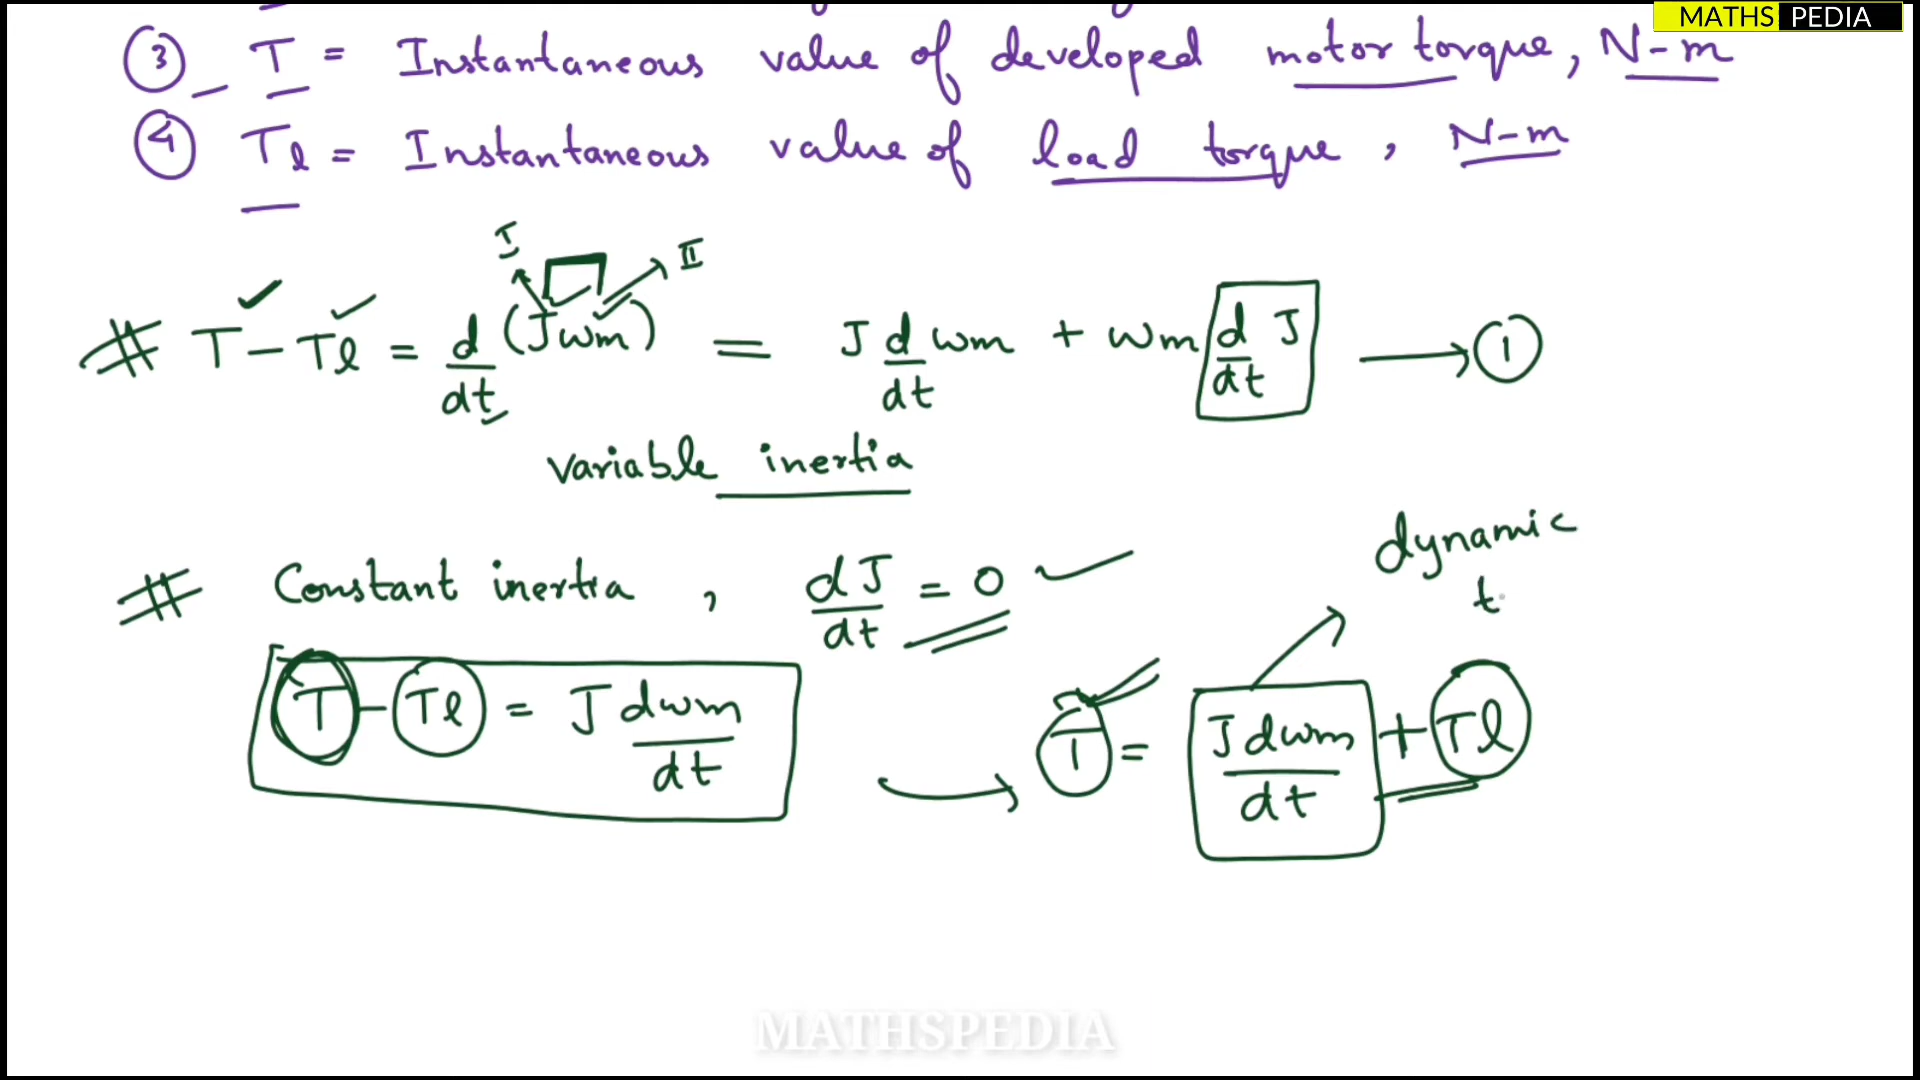 MATHS PEDIA
③ T = Instantaneous value of developed motor torque, N-m
④ Tl = Instantaneous value of load torque, N-m
I II
# T - Tl = d/dt (Jwm) = J d/dt wm + wm d/dt J → ①
variable inertia
dynamic
t
# Constant inertia, dJ/dt = 0
T - Tl = J dwm/dt → T = J dwm/dt + Tl
MATHSPEDIA